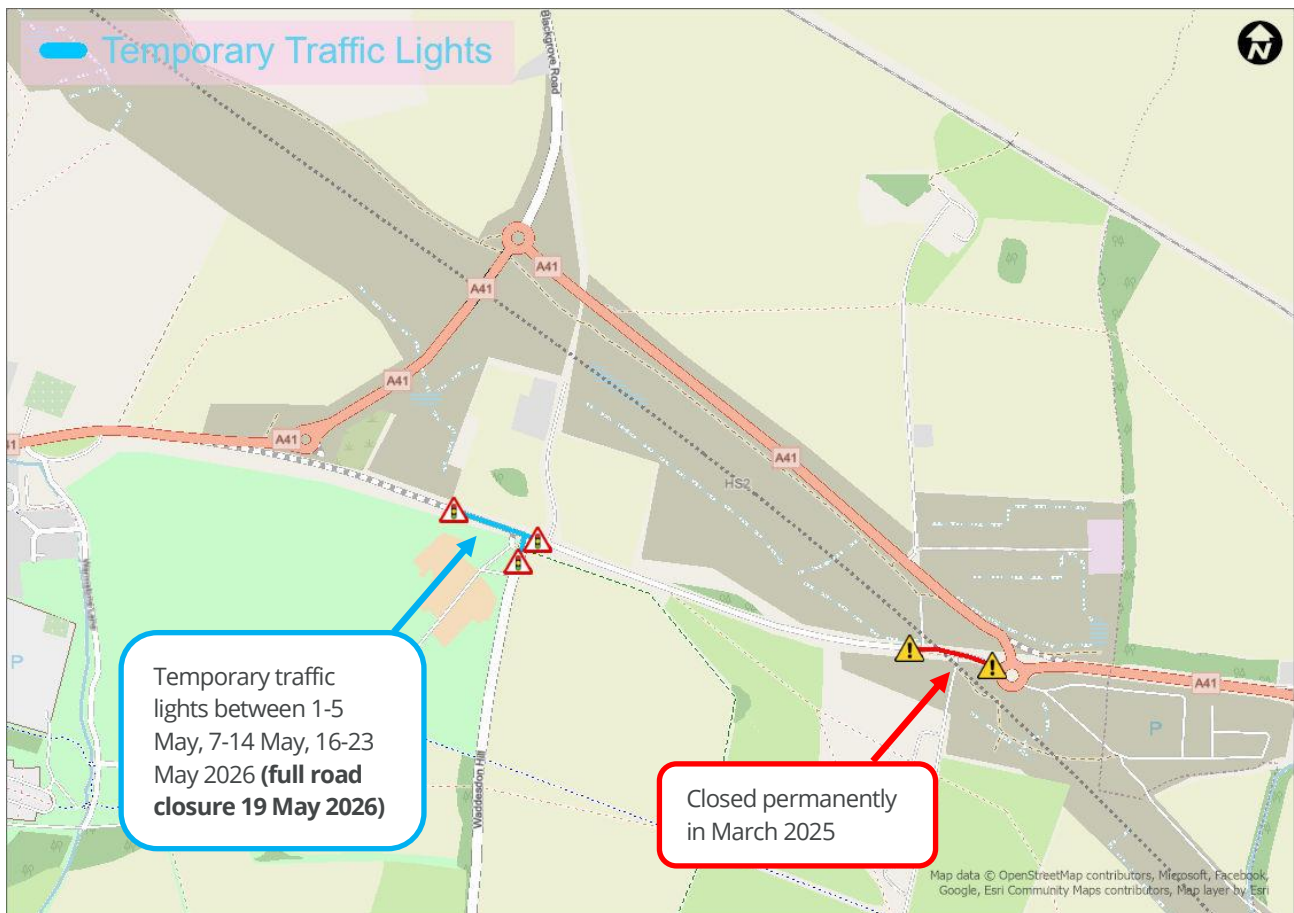 Temporary Traffic Lights
N
Blackgrove Road
A41
A41
A41
A41
A41
A41
HS2
P
Waddesdon Hill
A41
P
Temporary traffic
lights between 1-5
May, 7-14 May, 16-23
May 2026 (full road
closure 19 May 2026)
Closed permanently
in March 2025
Map data © OpenStreetMap contributors, Microsoft, Facebook,
Google, Esri Community Maps contributors, Map layer by Esri